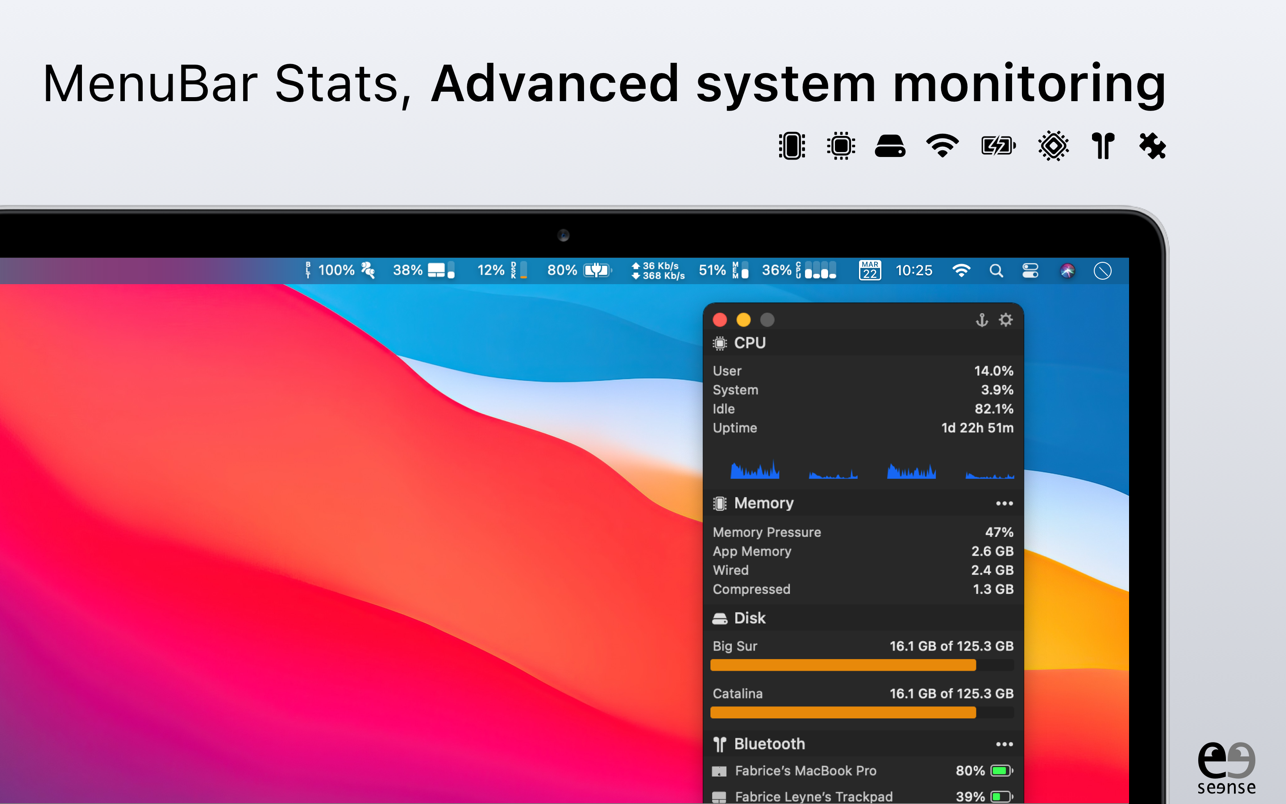 MenuBar Stats, Advanced system monitoring
BLT 100% 38% 12% DSK 80% 36 Kb/s 368 Kb/s 51% MEM 36% CPU MAR 22 10:25
CPU
User 14.0%
System 3.9%
Idle 82.1%
Uptime 1d 22h 51m
Memory
Memory Pressure 47%
App Memory 2.6 GB
Wired 2.4 GB
Compressed 1.3 GB
Disk
Big Sur 16.1 GB of 125.3 GB
Catalina 16.1 GB of 125.3 GB
Bluetooth
Fabrice's MacBook Pro 80%
Fabrice Leyne's Trackpad 39%
seense